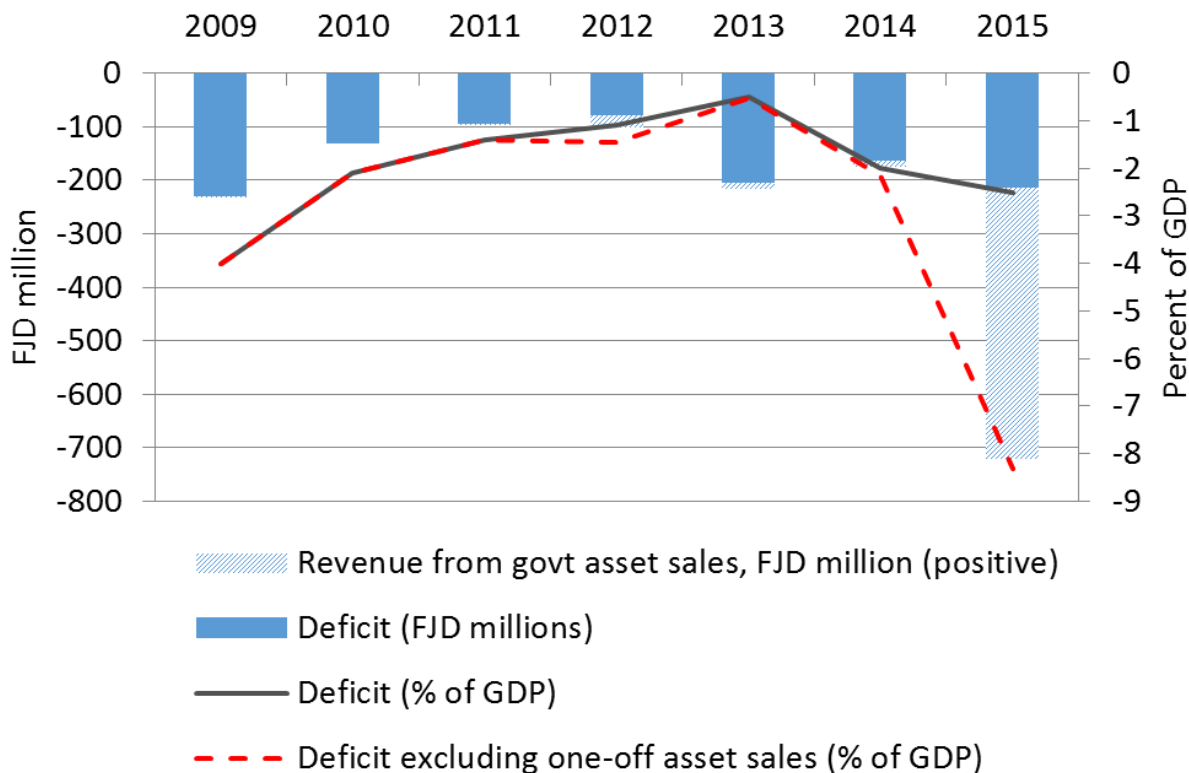 2009 2010 2011 2012 2013 2014 2015
0 0
-100 -1
-200 -2
-300 -3
-400 -4
-500 -5
-600 -6
-700 -7
-800 -8
-9
FJD million
Percent of GDP
Revenue from govt asset sales, FJD million (positive)
Deficit (FJD millions)
Deficit (% of GDP)
Deficit excluding one-off asset sales (% of GDP)